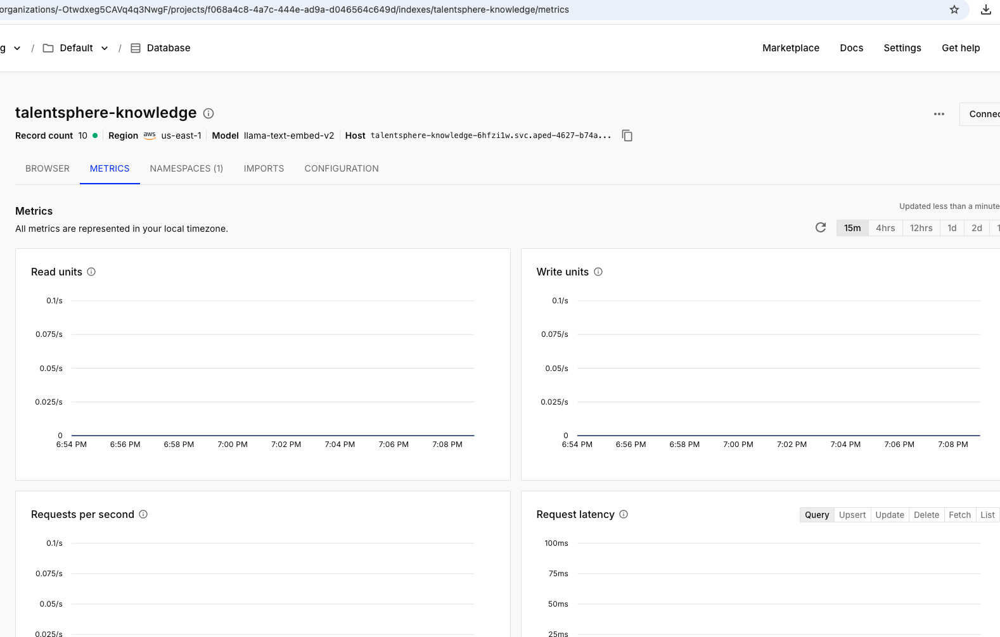 organizations/-Otwdxeg5CAVq4q3NwgF/projects/f068a4c8-4a7c-444e-ad9a-d046564c649d/indexes/talentsphere-knowledge/metrics
g / Default / Database Marketplace Docs Settings Get help
talentsphere-knowledge
Connec
Record count 10 Region aws us-east-1 Model llama-text-embed-v2 Host talentsphere-knowledge-6hfzi1w.svc.aped-4627-b74a...
BROWSER METRICS NAMESPACES (1) IMPORTS CONFIGURATION
Metrics
Updated less than a minute
All metrics are represented in your local timezone.
15m 4hrs 12hrs 1d 2d 1
Read units
0.1/s
0.075/s
0.05/s
0.025/s
0
6:54 PM 6:56 PM 6:58 PM 7:00 PM 7:02 PM 7:04 PM 7:06 PM 7:08 PM
Write units
0.1/s
0.075/s
0.05/s
0.025/s
0
6:54 PM 6:56 PM 6:58 PM 7:00 PM 7:02 PM 7:04 PM 7:06 PM 7:08 PM
Requests per second
0.1/s
0.075/s
0.05/s
0.025/s
Request latency
Query Upsert Update Delete Fetch List
100ms
75ms
50ms
25ms